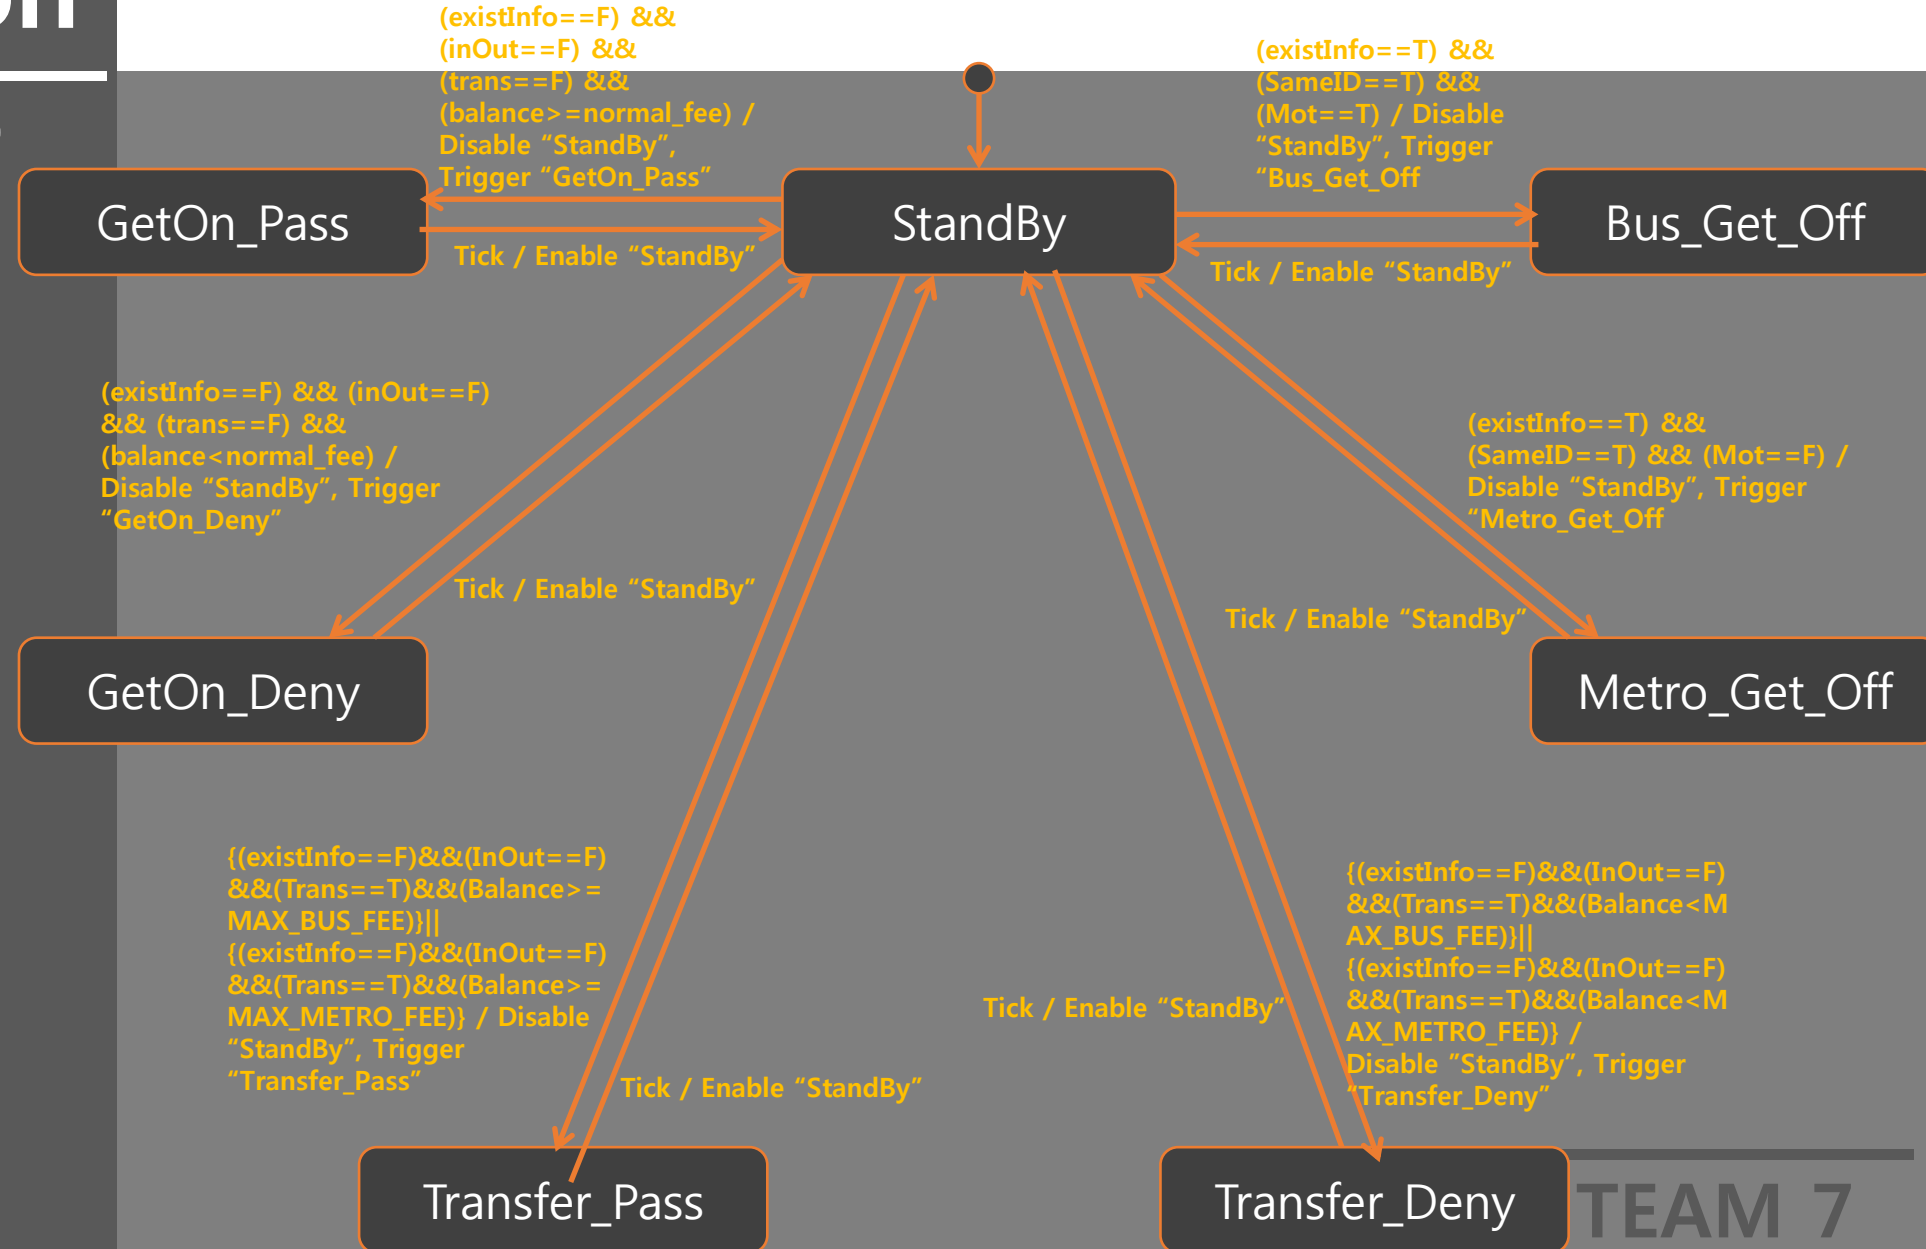 (existInfo==F) &&
(inOut==F) &&
(trans==F) &&
(balance>=normal_fee) /
Disable “StandBy”,
Trigger “GetOn_Pass”
(existInfo==T) &&
(SameID==T) &&
(Mot==T) / Disable
“StandBy”, Trigger
“Bus_Get_Off
GetOn_Pass
StandBy
Bus_Get_Off
Tick / Enable “StandBy”
Tick / Enable “StandBy”
(existInfo==F) && (inOut==F)
&& (trans==F) &&
(balance<normal_fee) /
Disable “StandBy”, Trigger
“GetOn_Deny”
(existInfo==T) &&
(SameID==T) && (Mot==F) /
Disable “StandBy”, Trigger
“Metro_Get_Off
Tick / Enable “StandBy”
Tick / Enable “StandBy”
GetOn_Deny
Metro_Get_Off
{(existInfo==F)&&(InOut==F)
&&(Trans==T)&&(Balance>=
MAX_BUS_FEE)}||
{(existInfo==F)&&(InOut==F)
&&(Trans==T)&&(Balance>=
MAX_METRO_FEE)} / Disable
“StandBy”, Trigger
“Transfer_Pass”
{(existInfo==F)&&(InOut==F)
&&(Trans==T)&&(Balance<M
AX_BUS_FEE)}||
{(existInfo==F)&&(InOut==F)
&&(Trans==T)&&(Balance<M
AX_METRO_FEE)} /
Disable ”StandBy”, Trigger
“Transfer_Deny”
Tick / Enable “StandBy”
Tick / Enable “StandBy”
Transfer_Pass
Transfer_Deny
TEAM 7